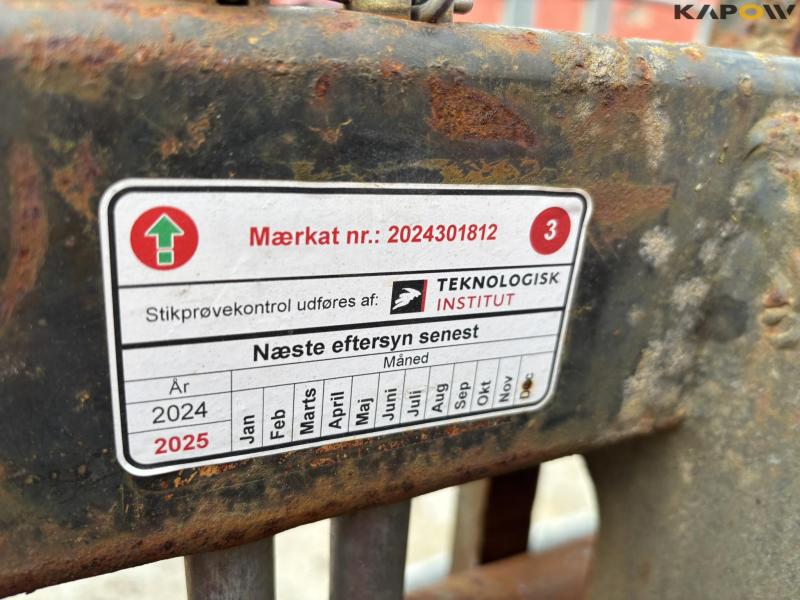 KAPOW
Mærkat nr.: 2024301812
3
Stikprøvekontrol udføres af:
TEKNOLOGISK
INSTITUT
Næste eftersyn senest
År
Måned
2024
2025
Jan Feb Marts April Maj Juni Juli Aug Sep Okt Nov Dec